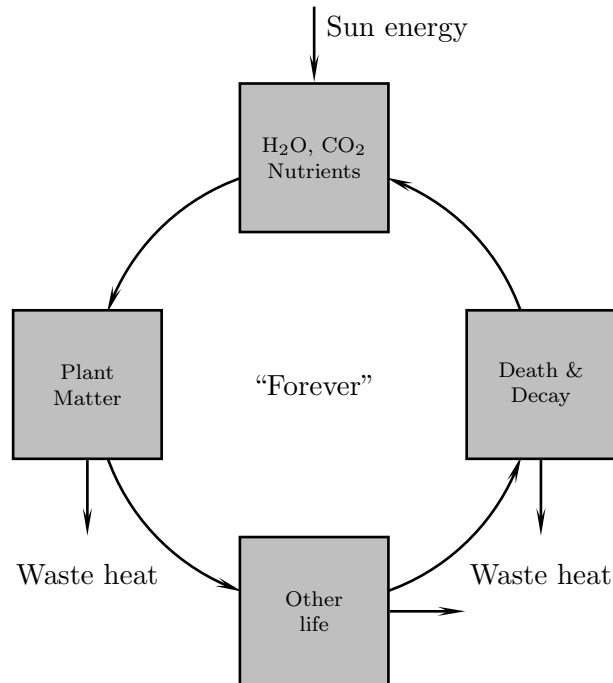 Sun energy
H₂O, CO₂
Nutrients
Plant
Matter
“Forever”
Death &
Decay
Waste heat
Other
life
Waste heat